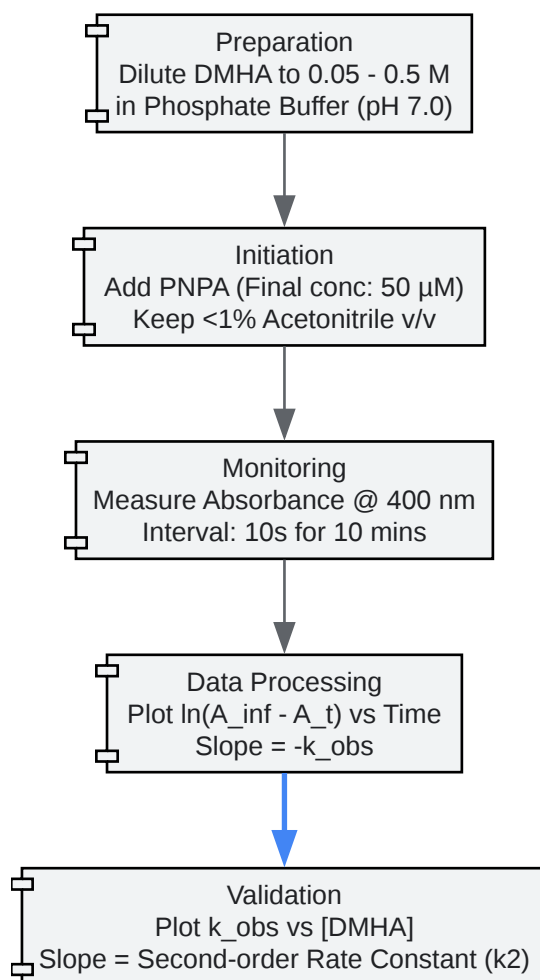 Preparation
Dilute DMHA to 0.05 - 0.5 M
in Phosphate Buffer (pH 7.0)
Initiation
Add PNPA (Final conc: 50 µM)
Keep <1% Acetonitrile v/v
Monitoring
Measure Absorbance @ 400 nm
Interval: 10s for 10 mins
Data Processing
Plot ln(A_inf - A_t) vs Time
Slope = -k_obs
Validation
Plot k_obs vs [DMHA]
Slope = Second-order Rate Constant (k2)